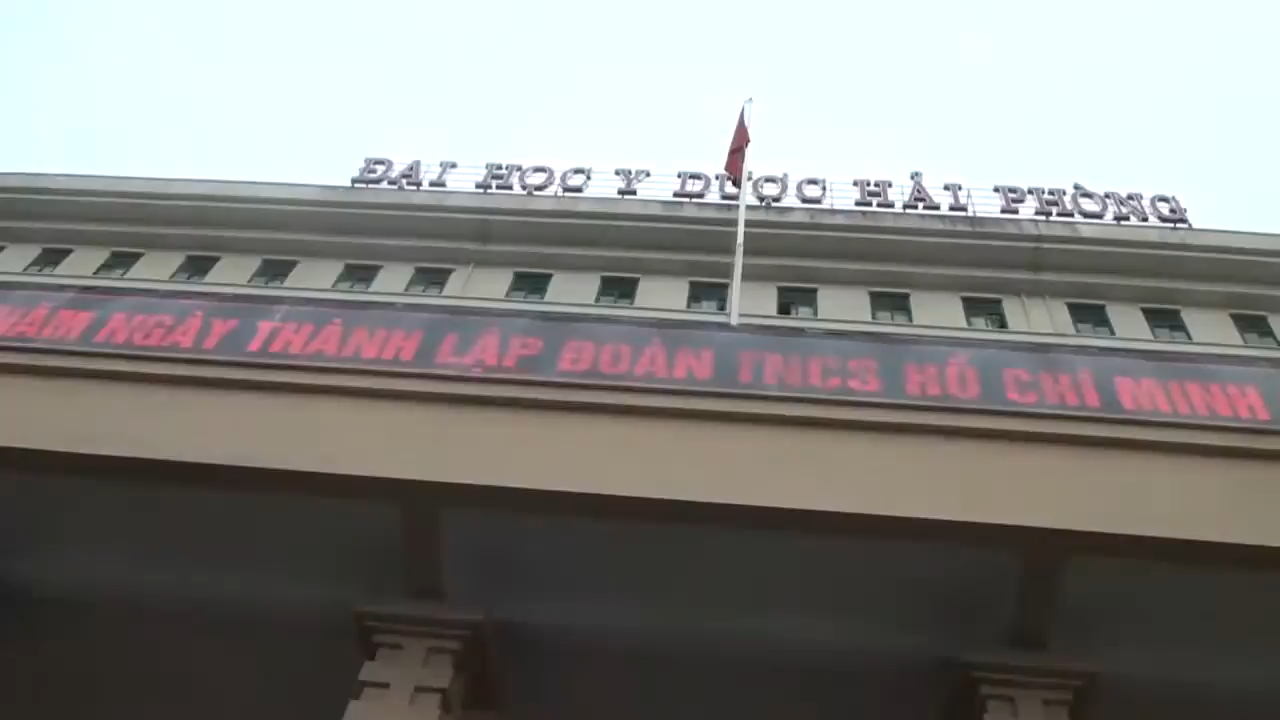 ĐẠI HỌC Y DƯỢC HẢI PHÒNG
NĂM NGÀY THÀNH LẬP ĐOÀN TNCS HỒ CHÍ MINH